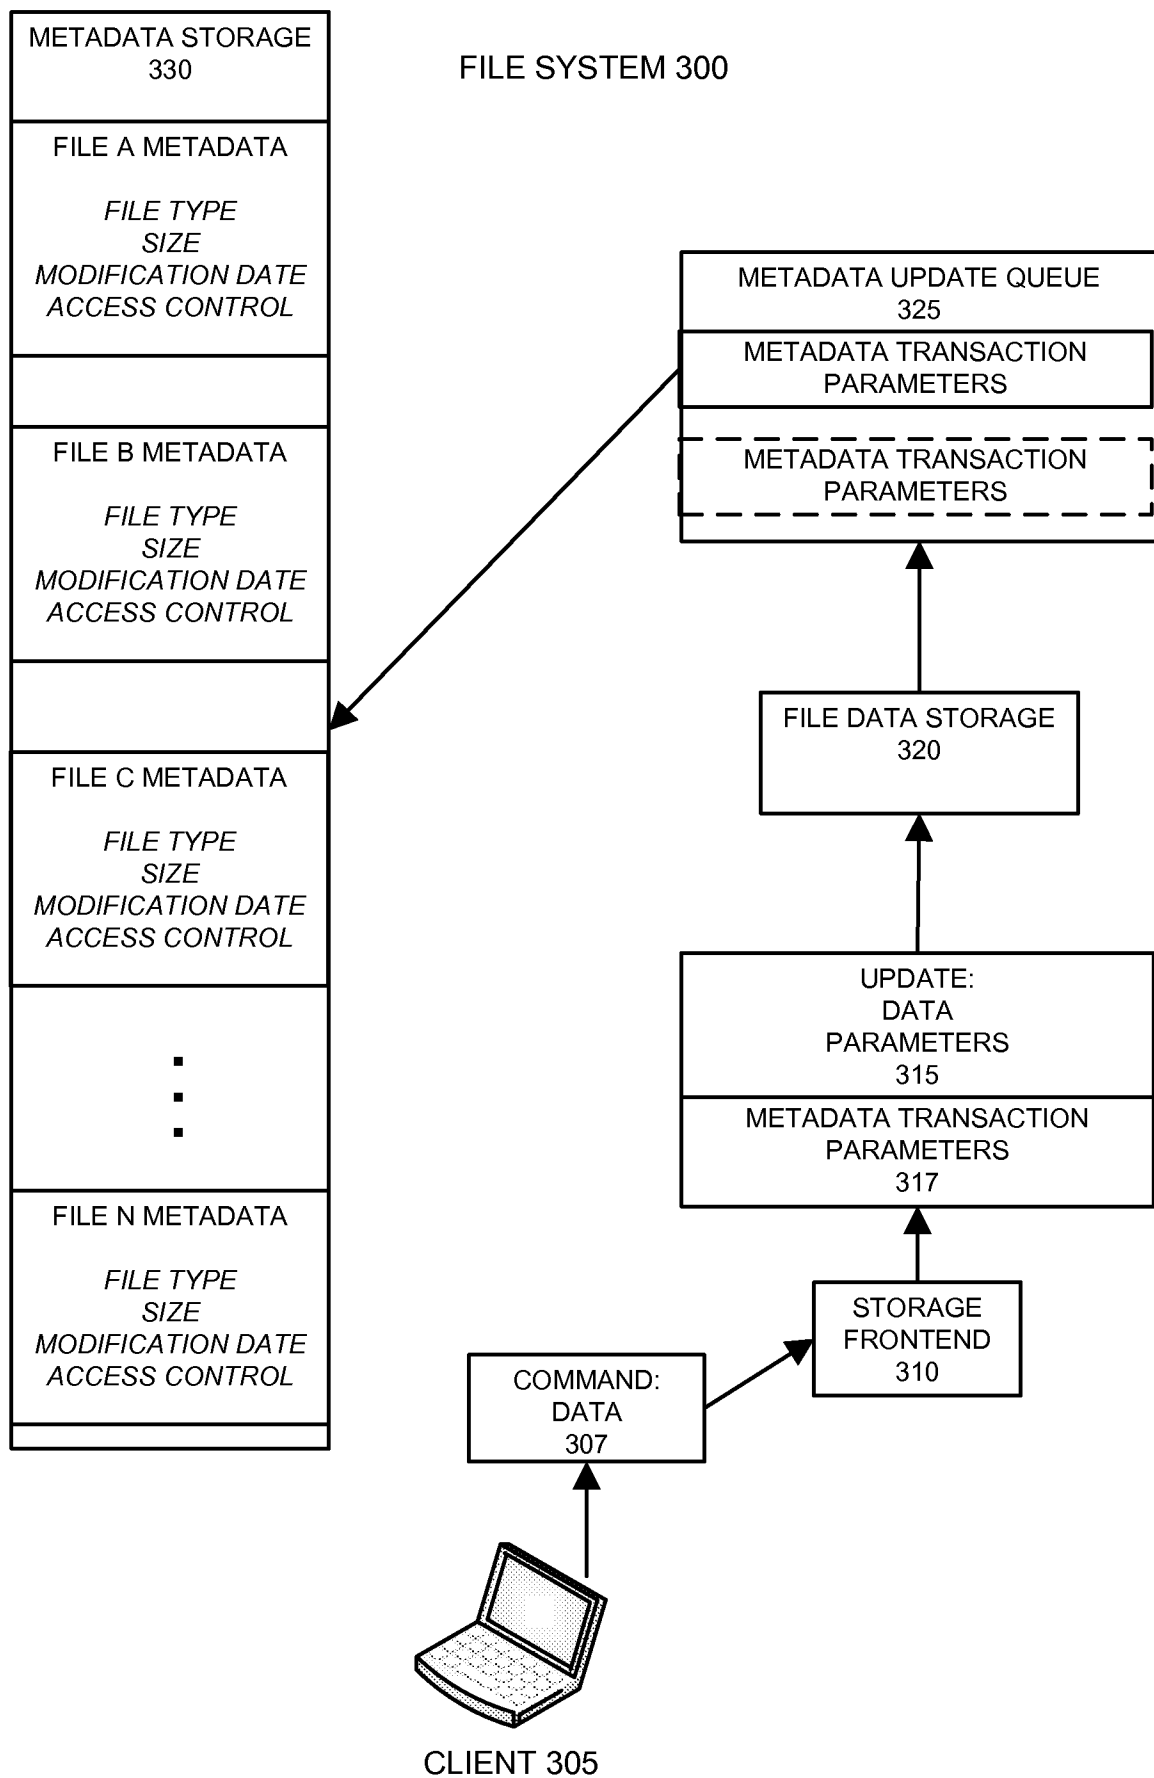 METADATA STORAGE
330
FILE A METADATA
FILE TYPE
SIZE
MODIFICATION DATE
ACCESS CONTROL
FILE B METADATA
FILE TYPE
SIZE
MODIFICATION DATE
ACCESS CONTROL
FILE C METADATA
FILE TYPE
SIZE
MODIFICATION DATE
ACCESS CONTROL
FILE N METADATA
FILE TYPE
SIZE
MODIFICATION DATE
ACCESS CONTROL
FILE SYSTEM 300
METADATA UPDATE QUEUE
325
METADATA TRANSACTION
PARAMETERS
METADATA TRANSACTION
PARAMETERS
FILE DATA STORAGE
320
UPDATE:
DATA
PARAMETERS
315
METADATA TRANSACTION
PARAMETERS
317
STORAGE
FRONTEND
310
COMMAND:
DATA
307
CLIENT 305